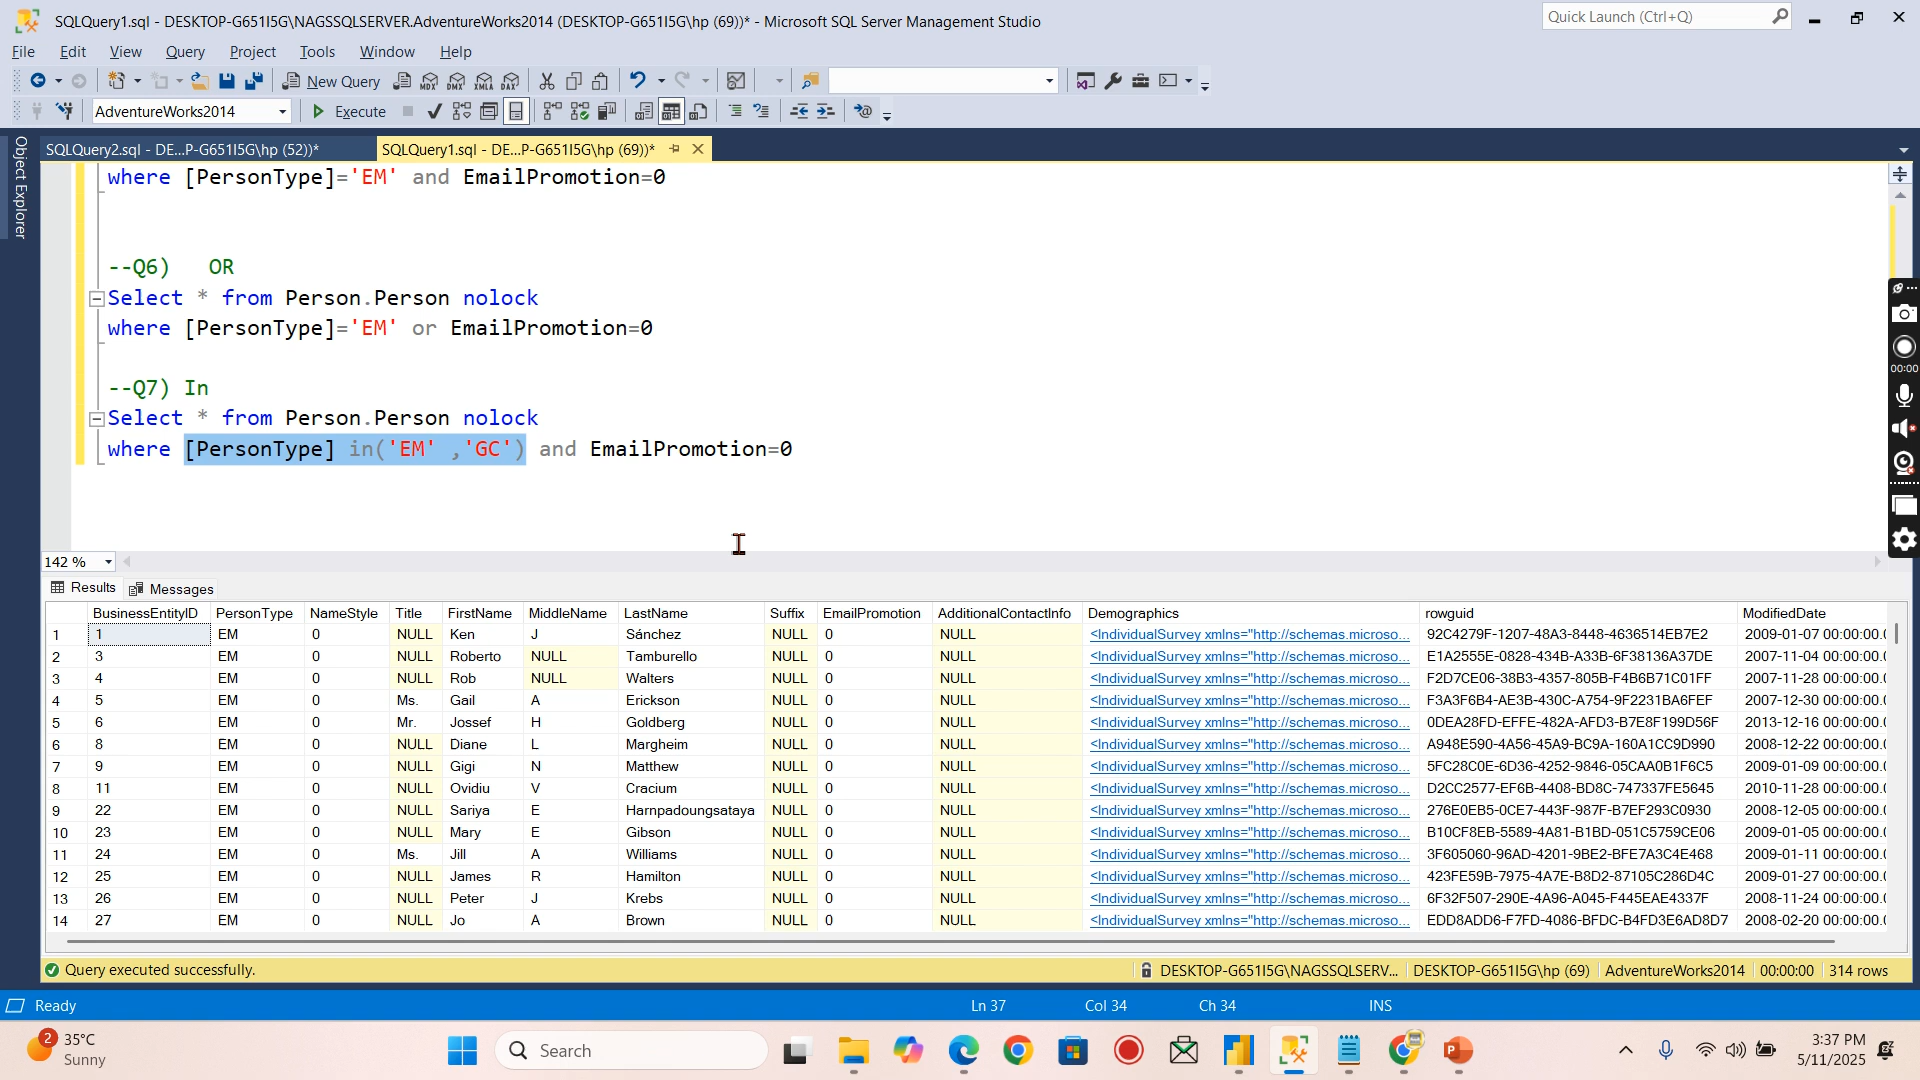 SQLQuery1.sql - DESKTOP-G651I5G\NAGSSQLSERVER.AdventureWorks2014 (DESKTOP-G651I5G\hp (69))* - Microsoft SQL Server Management Studio
Quick Launch (Ctrl+Q)
File Edit View Query Project Tools Window Help
New Query MDX DMX XMLA DAX
AdventureWorks2014 Execute
Object Explorer
SQLQuery2.sql - DE...P-G651I5G\hp (52))* SQLQuery1.sql - DE...P-G651I5G\hp (69))*
where [PersonType]='EM' and EmailPromotion=0
--Q6) OR
Select * from Person.Person nolock
where [PersonType]='EM' or EmailPromotion=0
--Q7) In
Select * from Person.Person nolock
where [PersonType] in('EM' ,'GC') and EmailPromotion=0
00:00
142 %
Results Messages
BusinessEntityID PersonType NameStyle Title FirstName MiddleName LastName Suffix EmailPromotion AdditionalContactInfo Demographics rowguid ModifiedDate
1 1 EM 0 NULL Ken J Sánchez NULL 0 NULL <IndividualSurvey xmlns="http://schemas.microso... 92C4279F-1207-48A3-8448-4636514EB7E2 2009-01-07 00:00:00.0
2 3 EM 0 NULL Roberto NULL Tamburello NULL 0 NULL <IndividualSurvey xmlns="http://schemas.microso... E1A2555E-0828-434B-A33B-6F38136A37DE 2007-11-04 00:00:00.0
3 4 EM 0 NULL Rob NULL Walters NULL 0 NULL <IndividualSurvey xmlns="http://schemas.microso... F2D7CE06-38B3-4357-805B-F4B6B71C01FF 2007-11-28 00:00:00.0
4 5 EM 0 Ms. Gail A Erickson NULL 0 NULL <IndividualSurvey xmlns="http://schemas.microso... F3A3F6B4-AE3B-430C-A754-9F2231BA6FEF 2007-12-30 00:00:00.0
5 6 EM 0 Mr. Jossef H Goldberg NULL 0 NULL <IndividualSurvey xmlns="http://schemas.microso... 0DEA28FD-EFFE-482A-AFD3-B7E8F199D56F 2013-12-16 00:00:00.0
6 8 EM 0 NULL Diane L Margheim NULL 0 NULL <IndividualSurvey xmlns="http://schemas.microso... A948E590-4A56-45A9-BC9A-160A1CC9D990 2008-12-22 00:00:00.0
7 9 EM 0 NULL Gigi N Matthew NULL 0 NULL <IndividualSurvey xmlns="http://schemas.microso... 5FC28C0E-6D36-4252-9846-05CAA0B1F6C5 2009-01-09 00:00:00.0
8 11 EM 0 NULL Ovidiu V Cracium NULL 0 NULL <IndividualSurvey xmlns="http://schemas.microso... D2CC2577-EF6B-4408-BD8C-747337FE5645 2010-11-28 00:00:00.0
9 22 EM 0 NULL Sariya E Harnpadoungsataya NULL 0 NULL <IndividualSurvey xmlns="http://schemas.microso... 276E0EB5-0CE7-443F-987F-B7EF293C0930 2008-12-05 00:00:00.0
10 23 EM 0 NULL Mary E Gibson NULL 0 NULL <IndividualSurvey xmlns="http://schemas.microso... B10CF8EB-5589-4A81-B1BD-051C5759CE06 2009-01-05 00:00:00.0
11 24 EM 0 Ms. Jill A Williams NULL 0 NULL <IndividualSurvey xmlns="http://schemas.microso... 3F605060-96AD-4201-9BE2-BFE7A3C4E468 2009-01-11 00:00:00.0
12 25 EM 0 NULL James R Hamilton NULL 0 NULL <IndividualSurvey xmlns="http://schemas.microso... 423FE59B-7975-4A7E-B8D2-87105C286D4C 2009-01-27 00:00:00.0
13 26 EM 0 NULL Peter J Krebs NULL 0 NULL <IndividualSurvey xmlns="http://schemas.microso... 6F32F507-290E-4A96-A045-F445EAE4337F 2008-11-24 00:00:00.0
14 27 EM 0 NULL Jo A Brown NULL 0 NULL <IndividualSurvey xmlns="http://schemas.microso... EDD8ADD6-F7FD-4086-BFDC-B4FD3E6AD8D7 2008-02-20 00:00:00.0
Query executed successfully. DESKTOP-G651I5G\NAGSSQLSERV... DESKTOP-G651I5G\hp (69) AdventureWorks2014 00:00:00 314 rows
Ready Ln 37 Col 34 Ch 34 INS
2 35°C
Sunny
Search
3:37 PM
5/11/2025